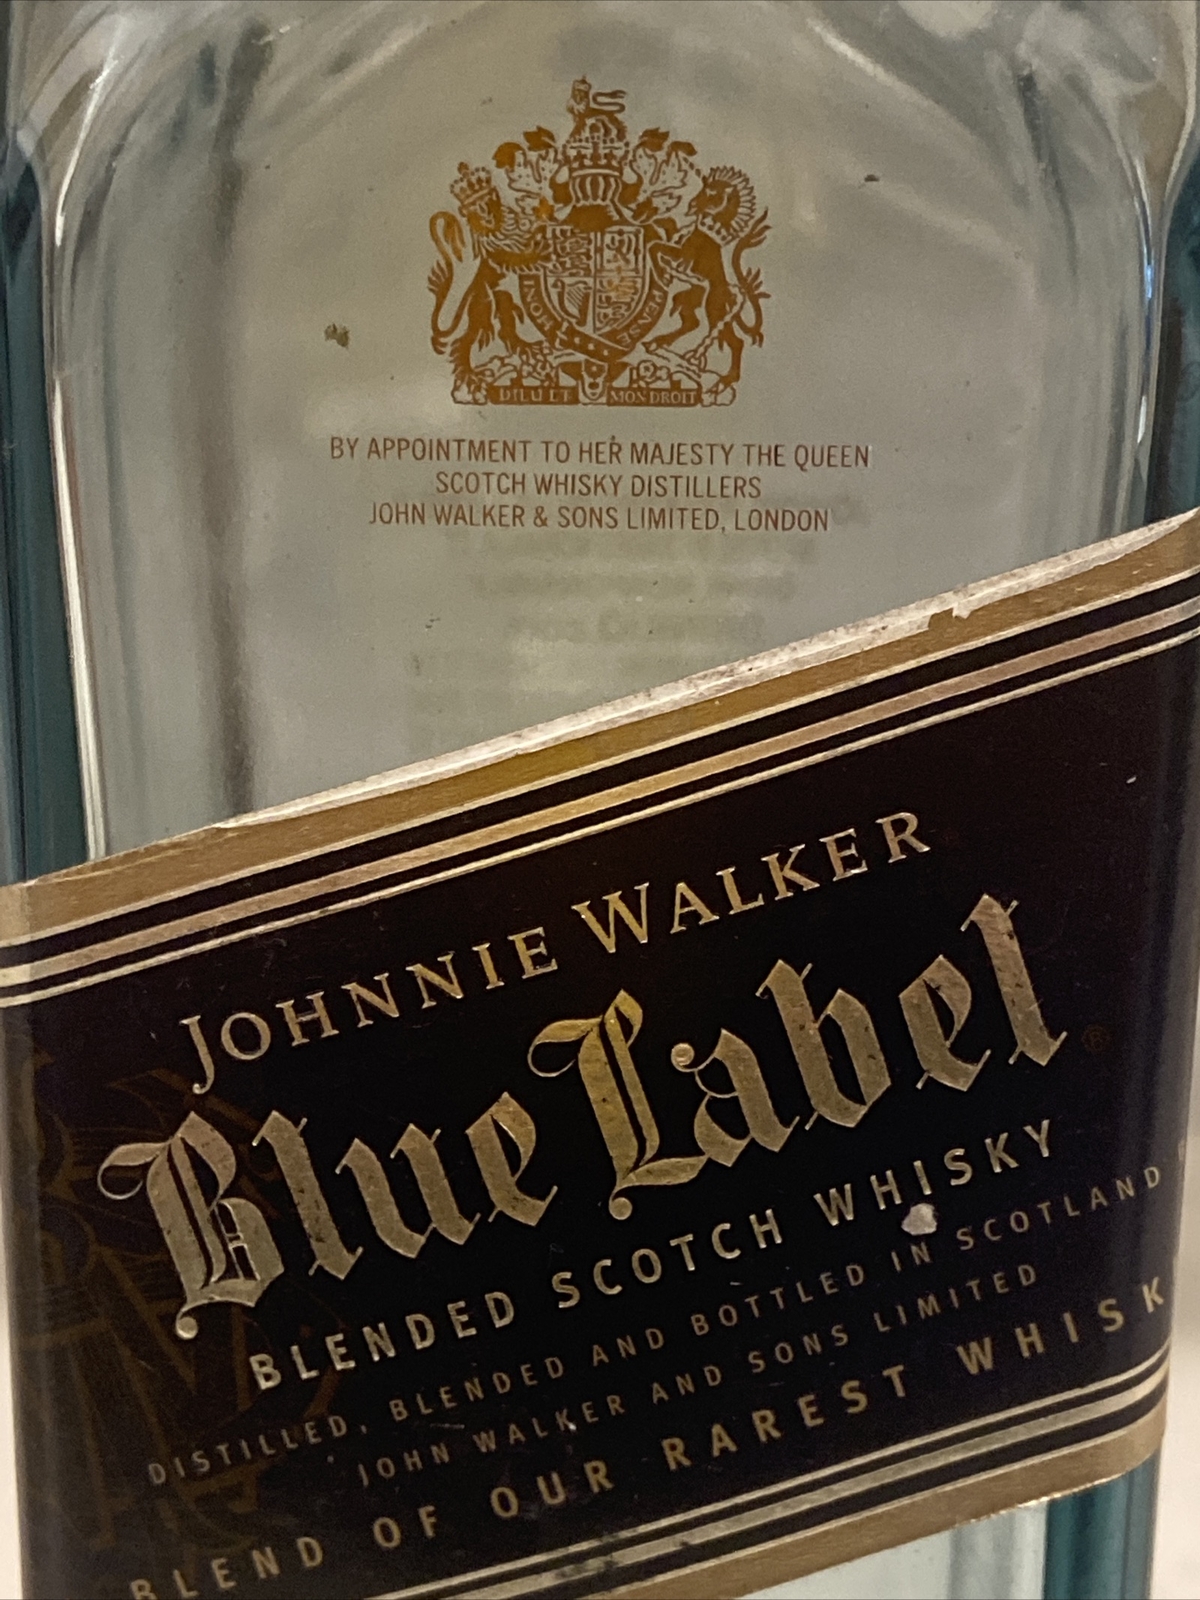 HONI PENSE
DIEU ET MON DROIT
BY APPOINTMENT TO HER MAJESTY THE QUEEN
SCOTCH WHISKY DISTILLERS
JOHN WALKER & SONS LIMITED, LONDON
JOHNNIE WALKER
Blue Label ®
BLENDED SCOTCH WHISKY
DISTILLED, BLENDED AND BOTTLED IN SCOTLAND
JOHN WALKER AND SONS LIMITED
BLEND OF OUR RAREST WHISK